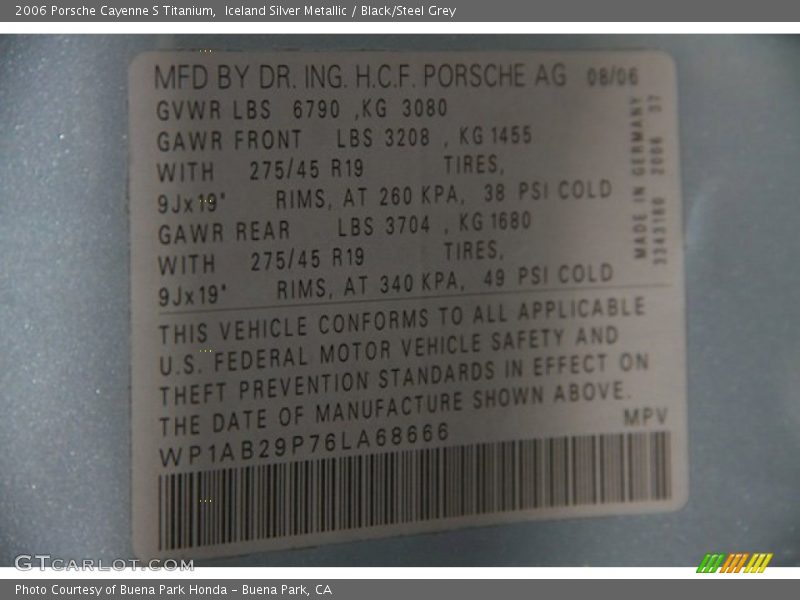 2006 Porsche Cayenne S Titanium,  Iceland Silver Metallic / Black/Steel Grey
MFD BY DR. ING. H.C.F. PORSCHE AG 08/06
GVWR LBS 6790 ,KG 3080
GAWR FRONT LBS 3208 , KG 1455
WITH 275/45 R19 TIRES,
9Jx19" RIMS, AT 260 KPA, 38 PSI COLD
GAWR REAR LBS 3704 , KG 1680
WITH 275/45 R19 TIRES,
9Jx19" RIMS, AT 340 KPA, 49 PSI COLD
MADE IN GERMANY
3243180 2006 37
THIS VEHICLE CONFORMS TO ALL APPLICABLE
U.S. FEDERAL MOTOR VEHICLE SAFETY AND
THEFT PREVENTION STANDARDS IN EFFECT ON
THE DATE OF MANUFACTURE SHOWN ABOVE.
MPV
WP1AB29P76LA68666
GTCARLOT.COM
Photo Courtesy of Buena Park Honda - Buena Park, CA